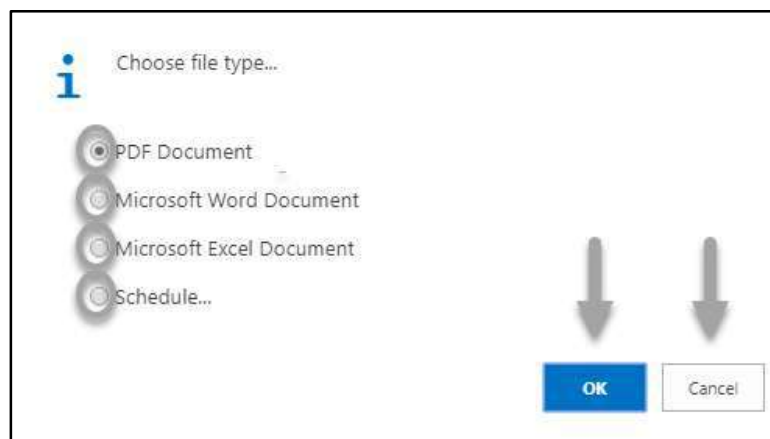 Choose file type...
PDF Document
Microsoft Word Document
Microsoft Excel Document
Schedule...
OK
Cancel